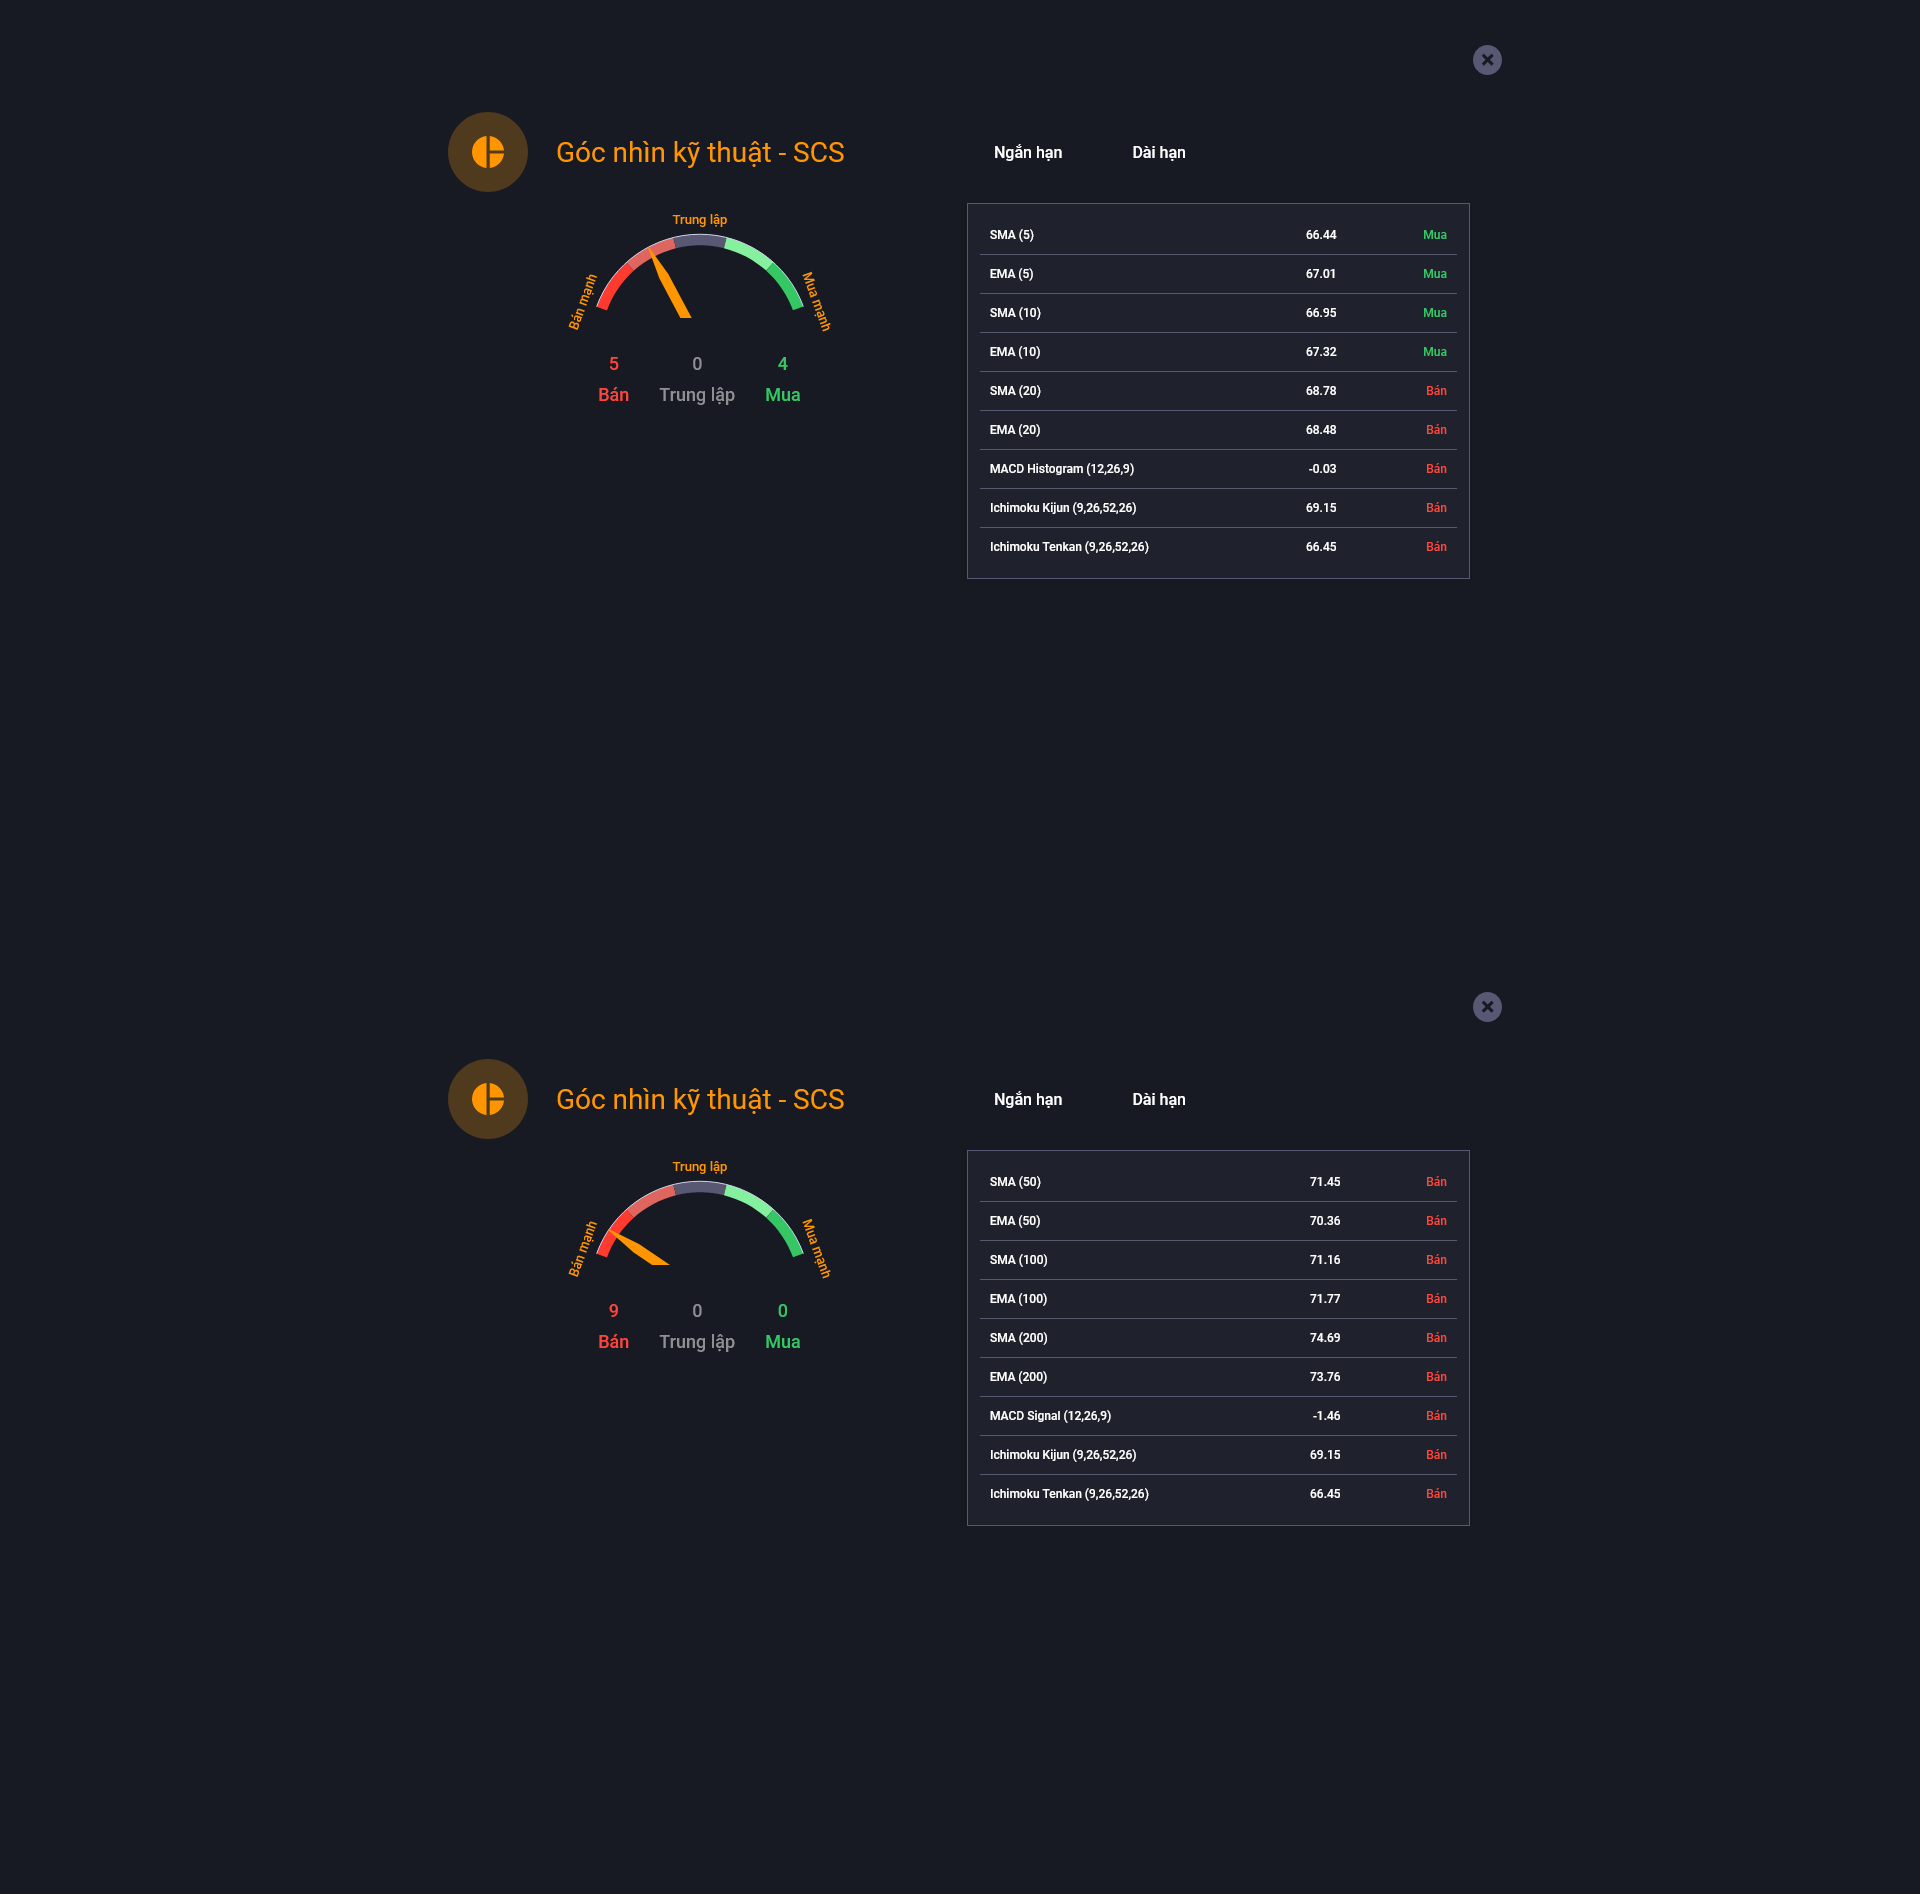 Góc nhìn kỹ thuật - SCS
Ngắn hạn Dài hạn
Trung lập
Bán mạnh
Mua mạnh
5 0 4
Bán Trung lập Mua
SMA (5) 66.44 Mua
EMA (5) 67.01 Mua
SMA (10) 66.95 Mua
EMA (10) 67.32 Mua
SMA (20) 68.78 Bán
EMA (20) 68.48 Bán
MACD Histogram (12,26,9) -0.03 Bán
Ichimoku Kijun (9,26,52,26) 69.15 Bán
Ichimoku Tenkan (9,26,52,26) 66.45 Bán
Góc nhìn kỹ thuật - SCS
Ngắn hạn Dài hạn
Trung lập
Bán mạnh
Mua mạnh
9 0 0
Bán Trung lập Mua
SMA (50) 71.45 Bán
EMA (50) 70.36 Bán
SMA (100) 71.16 Bán
EMA (100) 71.77 Bán
SMA (200) 74.69 Bán
EMA (200) 73.76 Bán
MACD Signal (12,26,9) -1.46 Bán
Ichimoku Kijun (9,26,52,26) 69.15 Bán
Ichimoku Tenkan (9,26,52,26) 66.45 Bán